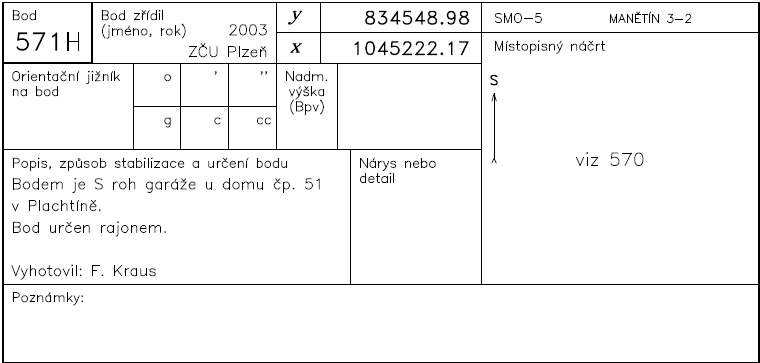 Bod
571H
Bod zřídil
(jméno, rok) 2003
ZČU Plzeň
y 834548.98
x 1045222.17
SMO-5 MANĚTÍN 3-2
Orientační jižník
na bod
o ' ''
g c cc
Nadm.
výška
(Bpv)
Místopisný náčrt
S
viz 570
Popis, způsob stabilizace a určení bodu
Bodem je S roh garáže u domu čp. 51
v Plachtíně.
Bod určen rajonem.
Vyhotovil: F. Kraus
Nárys nebo
detail
Poznámky: